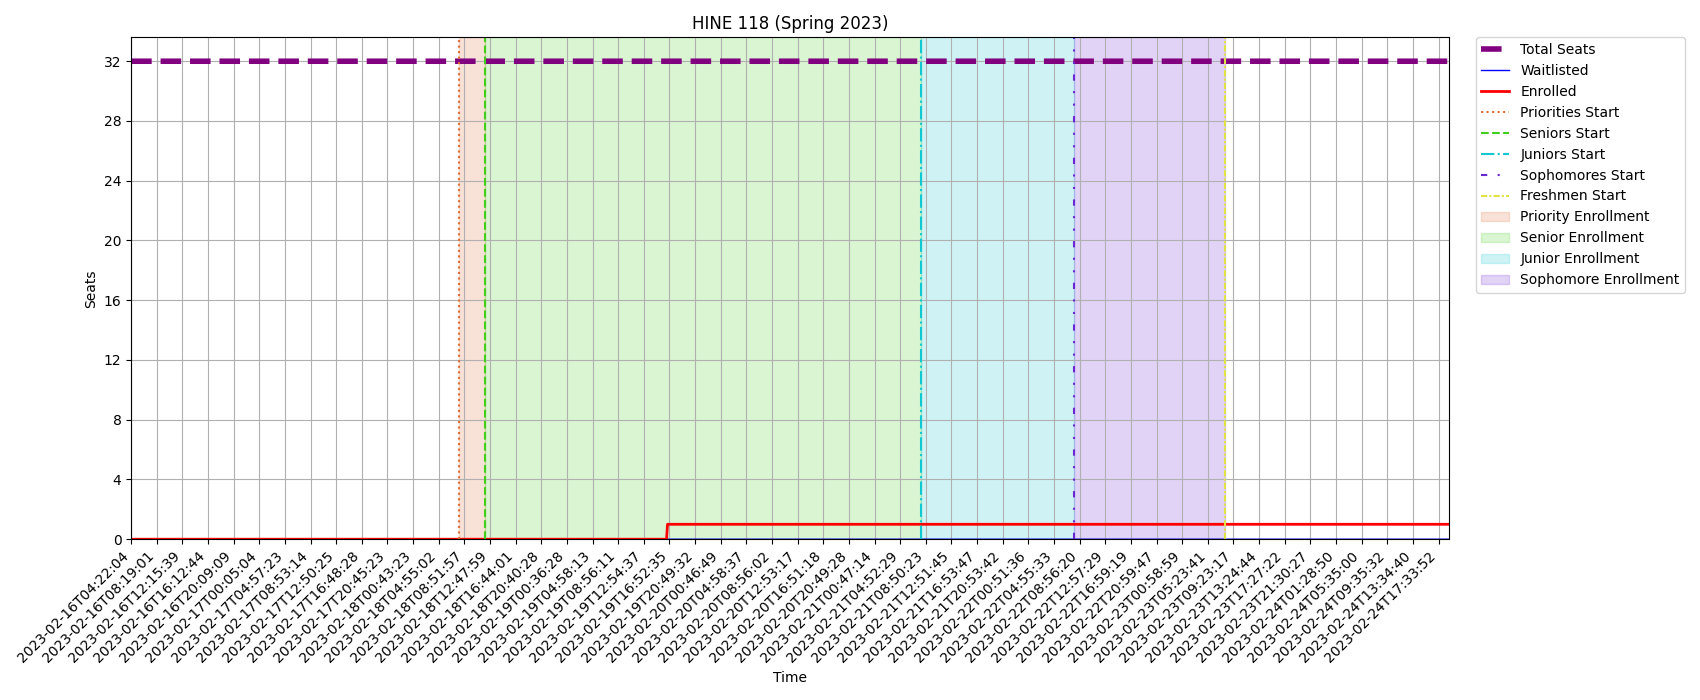 HINE 118 (Spring 2023)
Seats
32
28
24
20
16
12
8
4
0
2023-02-16T04:22:04
2023-02-16T08:19:01
2023-02-16T12:15:39
2023-02-16T16:12:44
2023-02-16T20:09:09
2023-02-17T00:05:04
2023-02-17T04:57:23
2023-02-17T08:53:14
2023-02-17T12:50:25
2023-02-17T16:48:28
2023-02-17T20:45:23
2023-02-18T00:43:23
2023-02-18T04:55:02
2023-02-18T08:51:57
2023-02-18T12:47:59
2023-02-18T16:44:01
2023-02-18T20:40:28
2023-02-19T00:36:28
2023-02-19T04:58:13
2023-02-19T08:56:11
2023-02-19T12:54:37
2023-02-19T16:52:35
2023-02-19T20:49:32
2023-02-20T00:46:49
2023-02-20T04:58:37
2023-02-20T08:56:02
2023-02-20T12:53:17
2023-02-20T16:51:18
2023-02-20T20:49:28
2023-02-21T00:47:14
2023-02-21T04:52:29
2023-02-21T08:50:23
2023-02-21T12:51:45
2023-02-21T16:53:47
2023-02-21T20:53:42
2023-02-22T00:51:36
2023-02-22T04:55:33
2023-02-22T08:56:20
2023-02-22T12:57:29
2023-02-22T16:59:19
2023-02-22T20:59:47
2023-02-23T00:58:59
2023-02-23T05:23:41
2023-02-23T09:23:17
2023-02-23T13:24:44
2023-02-23T17:27:22
2023-02-23T21:30:27
2023-02-24T01:28:50
2023-02-24T05:35:00
2023-02-24T09:35:32
2023-02-24T13:34:40
2023-02-24T17:33:52
Time
Total Seats
Waitlisted
Enrolled
Priorities Start
Seniors Start
Juniors Start
Sophomores Start
Freshmen Start
Priority Enrollment
Senior Enrollment
Junior Enrollment
Sophomore Enrollment